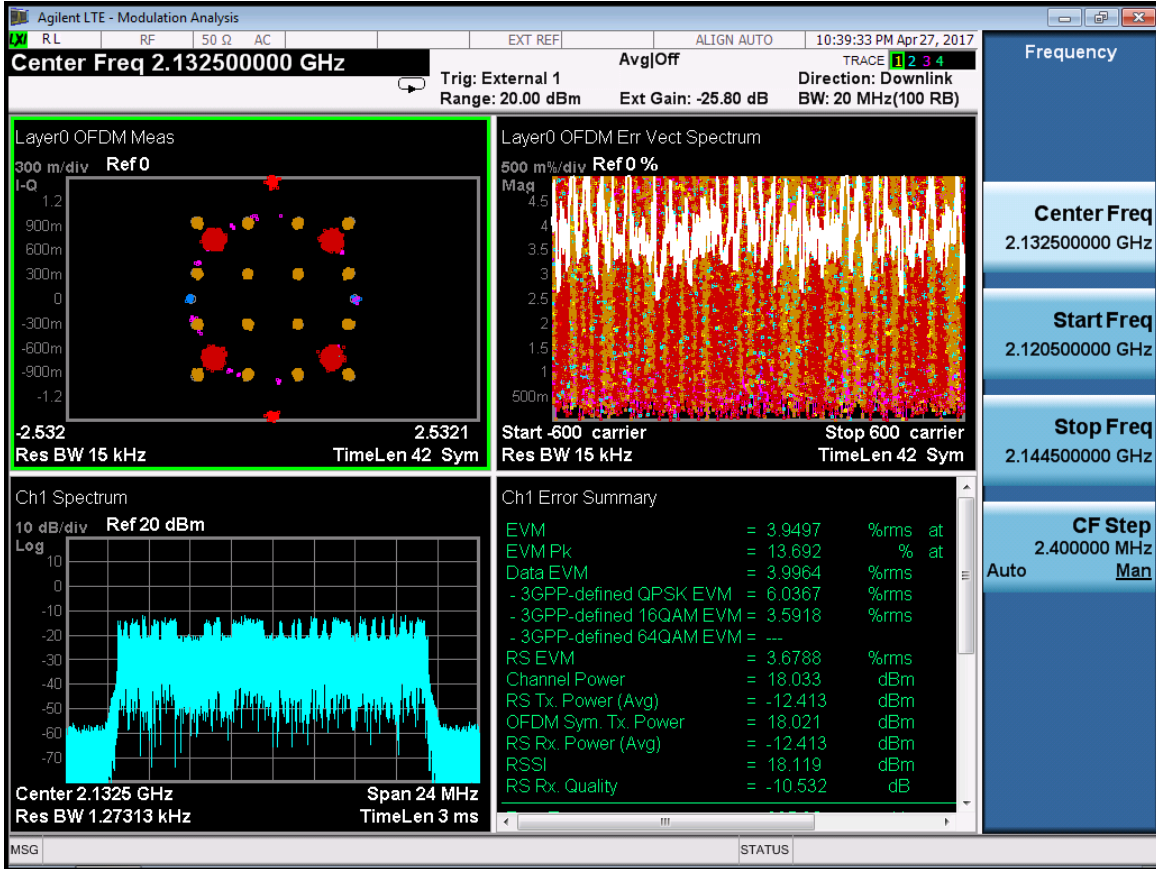 Agilent LTE - Modulation Analysis
LXI RL RF 50 Ω AC EXT REF ALIGN AUTO 10:39:33 PM Apr 27, 2017
Center Freq 2.132500000 GHz
Avg|Off
TRACE 1 2 3 4
Trig: External 1
Direction: Downlink
Range: 20.00 dBm Ext Gain: -25.80 dB BW: 20 MHz(100 RB)
Layer0 OFDM Meas
300 m/div Ref 0
I-Q
1.2
900m
600m
300m
0
-300m
-600m
-900m
-1.2
-2.532 2.5321
Res BW 15 kHz TimeLen 42 Sym
Layer0 OFDM Err Vect Spectrum
500 m%/div Ref 0 %
Mag
4.5
4
3.5
3
2.5
2
1.5
1
500m
Start -600 carrier Stop 600 carrier
Res BW 15 kHz TimeLen 42 Sym
Ch1 Spectrum
10 dB/div Ref 20 dBm
Log
10
0
-10
-20
-30
-40
-50
-60
-70
Center 2.1325 GHz Span 24 MHz
Res BW 1.27313 kHz TimeLen 3 ms
Ch1 Error Summary
EVM = 3.9497 %rms at
EVM Pk = 13.692 % at
Data EVM = 3.9964 %rms
- 3GPP-defined QPSK EVM = 6.0367 %rms
- 3GPP-defined 16QAM EVM = 3.5918 %rms
- 3GPP-defined 64QAM EVM = ---
RS EVM = 3.6788 %rms
Channel Power = 18.033 dBm
RS Tx. Power (Avg) = -12.413 dBm
OFDM Sym. Tx. Power = 18.021 dBm
RS Rx. Power (Avg) = -12.413 dBm
RSSI = 18.119 dBm
RS Rx. Quality = -10.532 dB
Frequency
Center Freq
2.132500000 GHz
Start Freq
2.120500000 GHz
Stop Freq
2.144500000 GHz
CF Step
2.400000 MHz
Auto Man
MSG STATUS